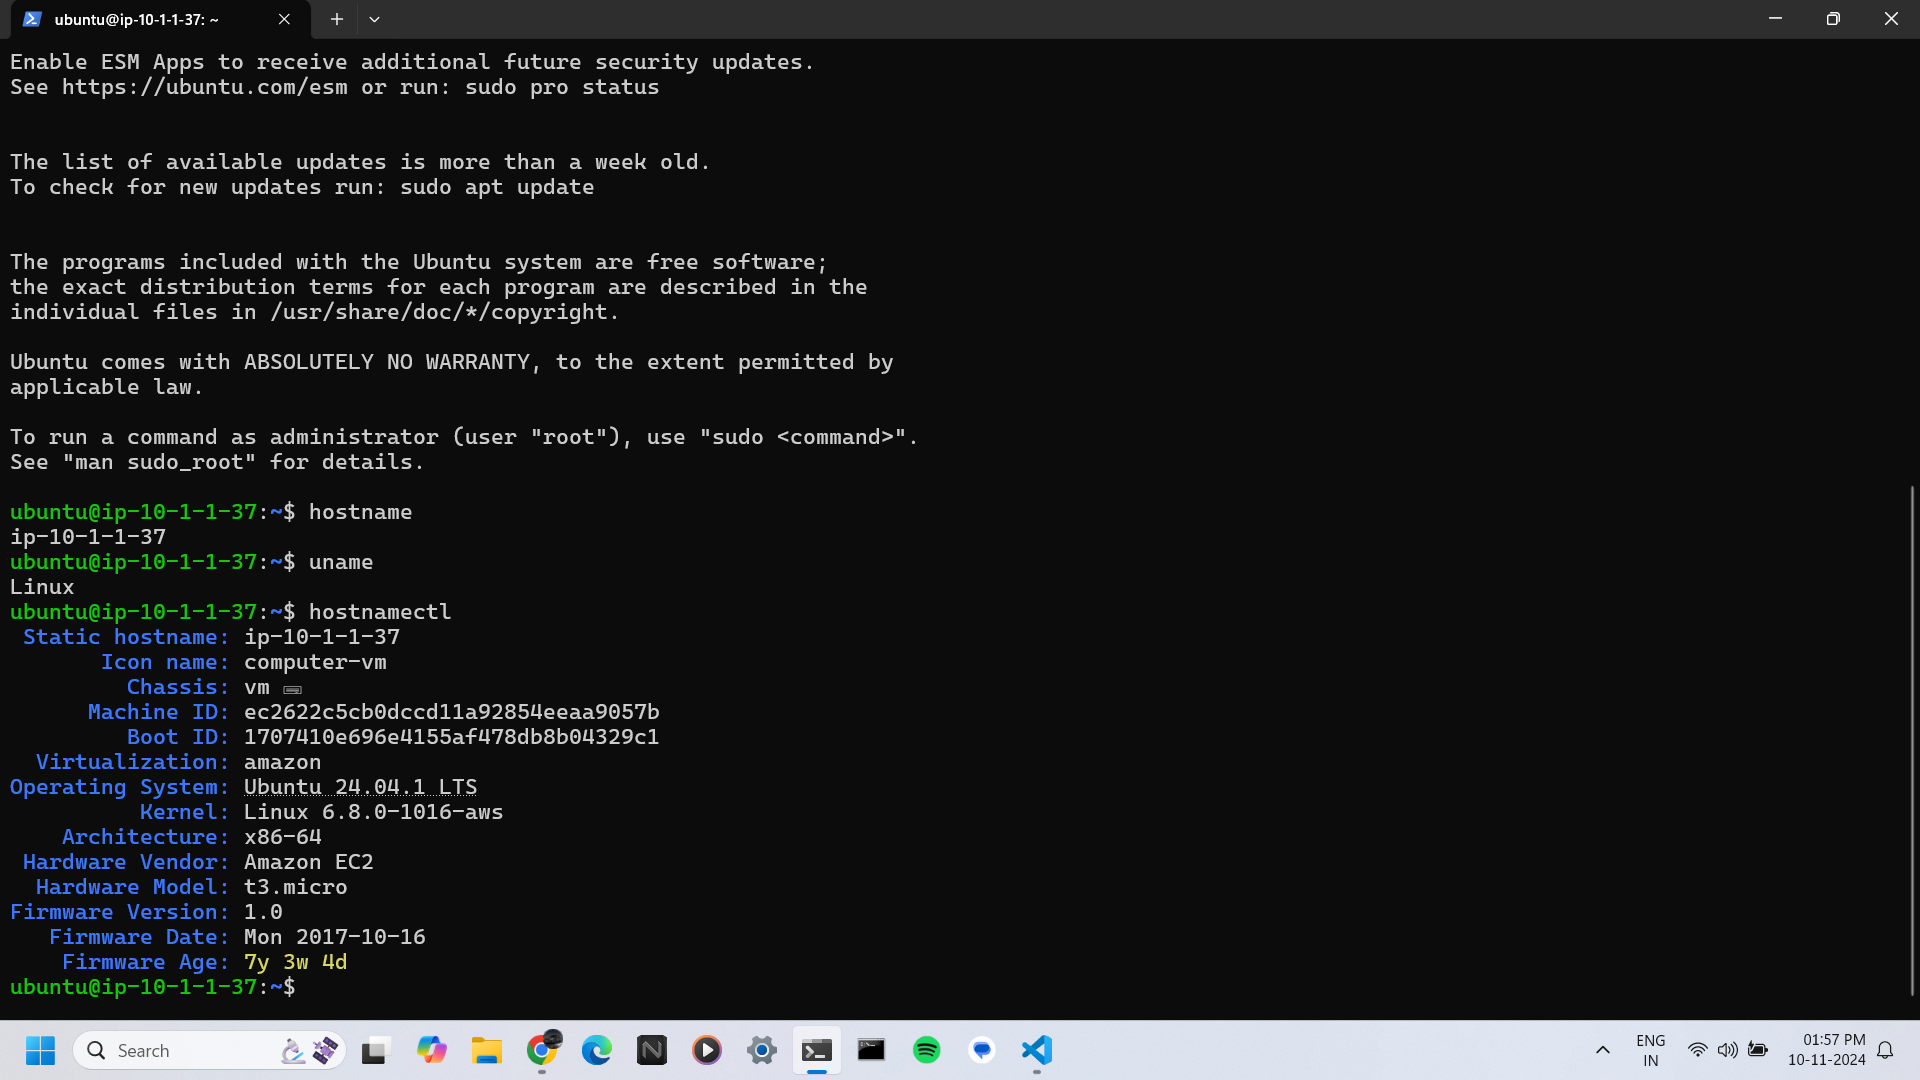 ubuntu@ip-10-1-1-37: ~
Enable ESM Apps to receive additional future security updates.
See https://ubuntu.com/esm or run: sudo pro status
The list of available updates is more than a week old.
To check for new updates run: sudo apt update
The programs included with the Ubuntu system are free software;
the exact distribution terms for each program are described in the
individual files in /usr/share/doc/*/copyright.
Ubuntu comes with ABSOLUTELY NO WARRANTY, to the extent permitted by
applicable law.
To run a command as administrator (user "root"), use "sudo <command>".
See "man sudo_root" for details.
ubuntu@ip-10-1-1-37:~$ hostname
ip-10-1-1-37
ubuntu@ip-10-1-1-37:~$ uname
Linux
ubuntu@ip-10-1-1-37:~$ hostnamectl
Static hostname: ip-10-1-1-37
Icon name: computer-vm
Chassis: vm
Machine ID: ec2622c5cb0dccd11a92854eeaa9057b
Boot ID: 1707410e696e4155af478db8b04329c1
Virtualization: amazon
Operating System: Ubuntu 24.04.1 LTS
Kernel: Linux 6.8.0-1016-aws
Architecture: x86-64
Hardware Vendor: Amazon EC2
Hardware Model: t3.micro
Firmware Version: 1.0
Firmware Date: Mon 2017-10-16
Firmware Age: 7y 3w 4d
ubuntu@ip-10-1-1-37:~$
Search
ENG
IN
01:57 PM
10-11-2024